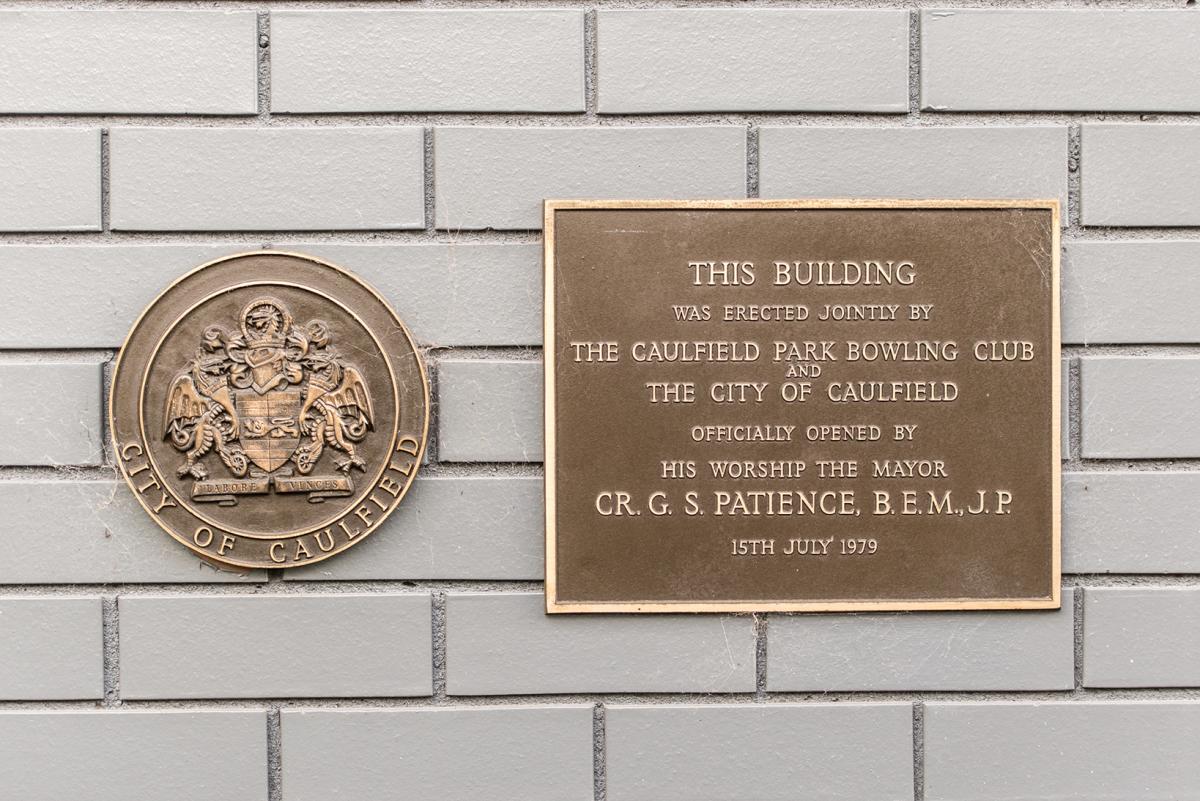 LABORE VINCES
CITY OF CAULFIELD
THIS BUILDING
WAS ERECTED JOINTLY BY
THE CAULFIELD PARK BOWLING CLUB
AND
THE CITY OF CAULFIELD
OFFICIALLY OPENED BY
HIS WORSHIP THE MAYOR
CR. G. S. PATIENCE, B.E.M., J.P.
15TH JULY 1979